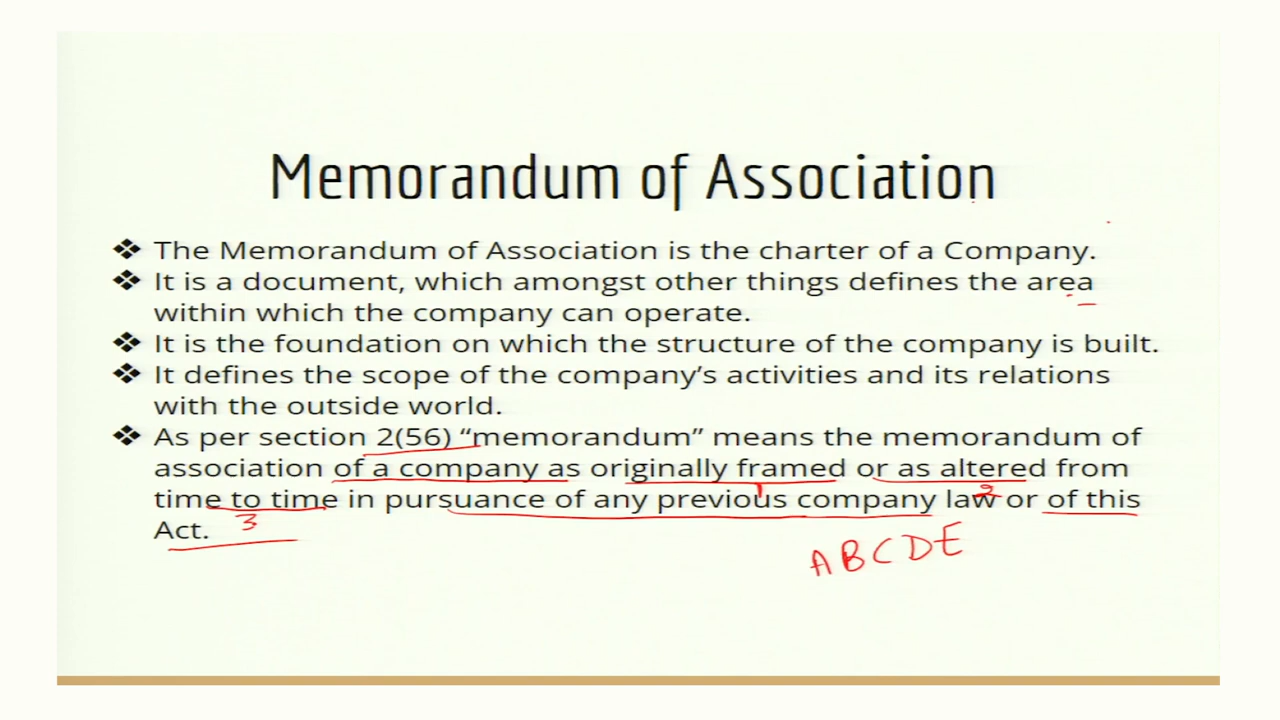 Memorandum of Association
❖ The Memorandum of Association is the charter of a Company.
❖ It is a document, which amongst other things defines the area
within which the company can operate.
❖ It is the foundation on which the structure of the company is built.
❖ It defines the scope of the company's activities and its relations
with the outside world.
❖ As per section 2(56) “memorandum” means the memorandum of
association of a company as originally framed or as altered from
time to time in pursuance of any previous company law or of this
Act.
1
2
3
ABCDE